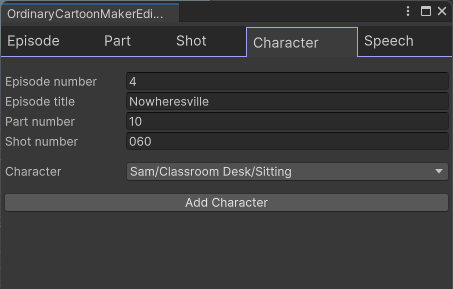 OrdinaryCartoonMakerEdi...
Episode Part Shot Character Speech
Episode number 4
Episode title Nowheresville
Part number 10
Shot number 060
Character Sam/Classroom Desk/Sitting
Add Character